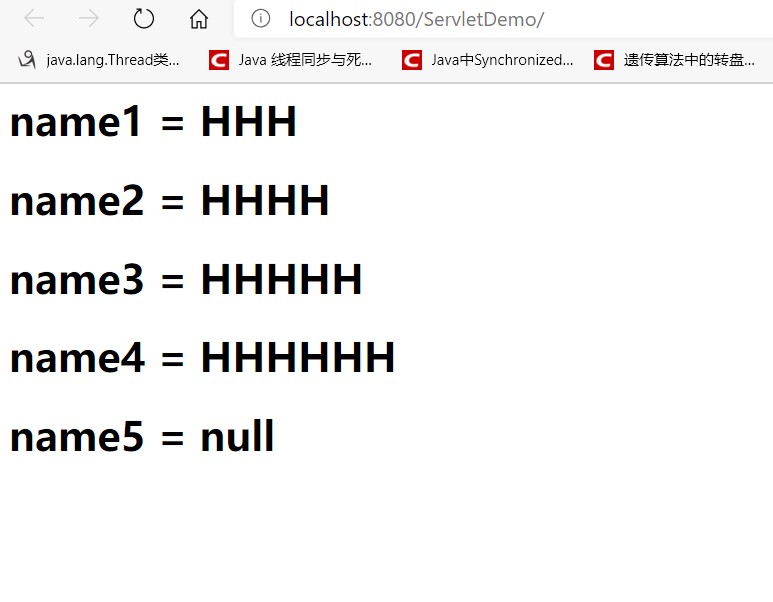 localhost:8080/ServletDemo/
java.lang.Thread类... Java 线程同步与死... Java中Synchronized... 遗传算法中的转盘...
name1 = HHH
name2 = HHHH
name3 = HHHHH
name4 = HHHHHH
name5 = null